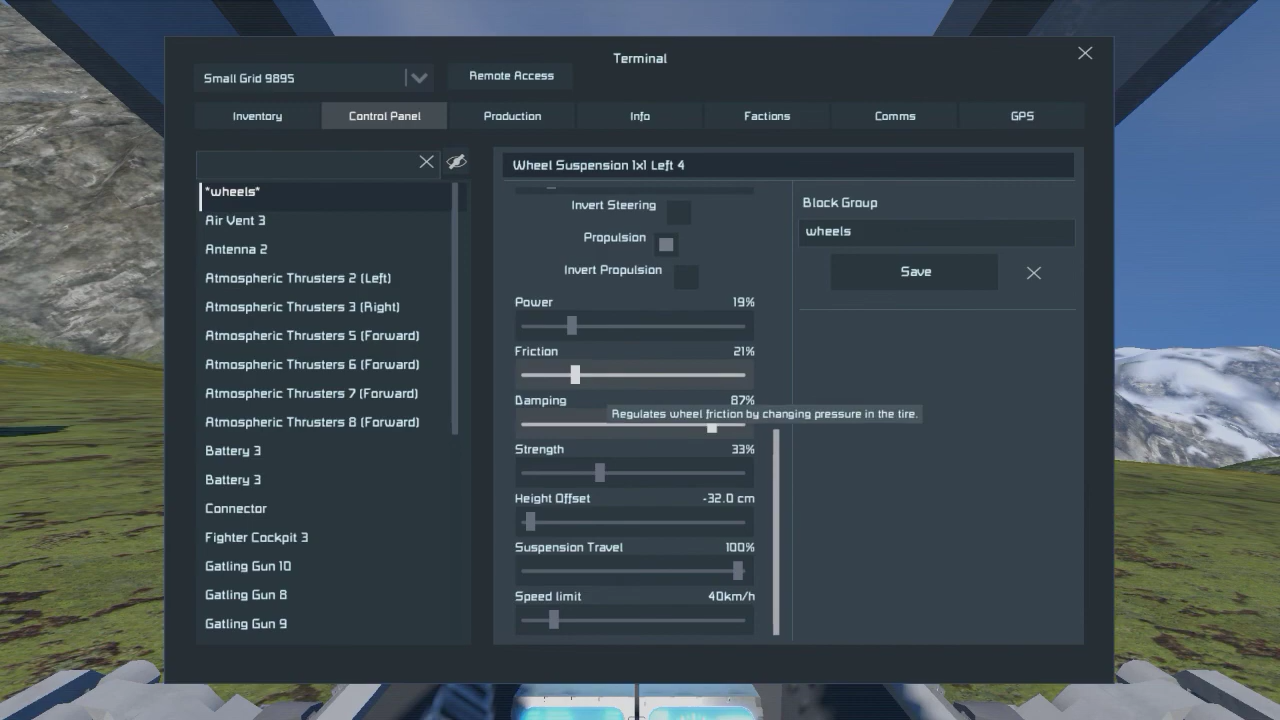 Terminal
Small Grid 9895
Remote Access
Inventory
Control Panel
Production
Info
Factions
Comms
GPS
*wheels*
Air Vent 3
Antenna 2
Atmospheric Thrusters 2 (Left)
Atmospheric Thrusters 3 (Right)
Atmospheric Thrusters 5 (Forward)
Atmospheric Thrusters 6 (Forward)
Atmospheric Thrusters 7 (Forward)
Atmospheric Thrusters 8 (Forward)
Battery 3
Battery 3
Connector
Fighter Cockpit 3
Gatling Gun 10
Gatling Gun 8
Gatling Gun 9
Wheel Suspension 1x1 Left 4
Invert Steering
Propulsion
Invert Propulsion
Power 19%
Friction 21%
Damping 87%
Regulates wheel friction by changing pressure in the tire.
Strength 33%
Height Offset -32.0 cm
Suspension Travel 100%
Speed limit 40km/h
Block Group
wheels
Save